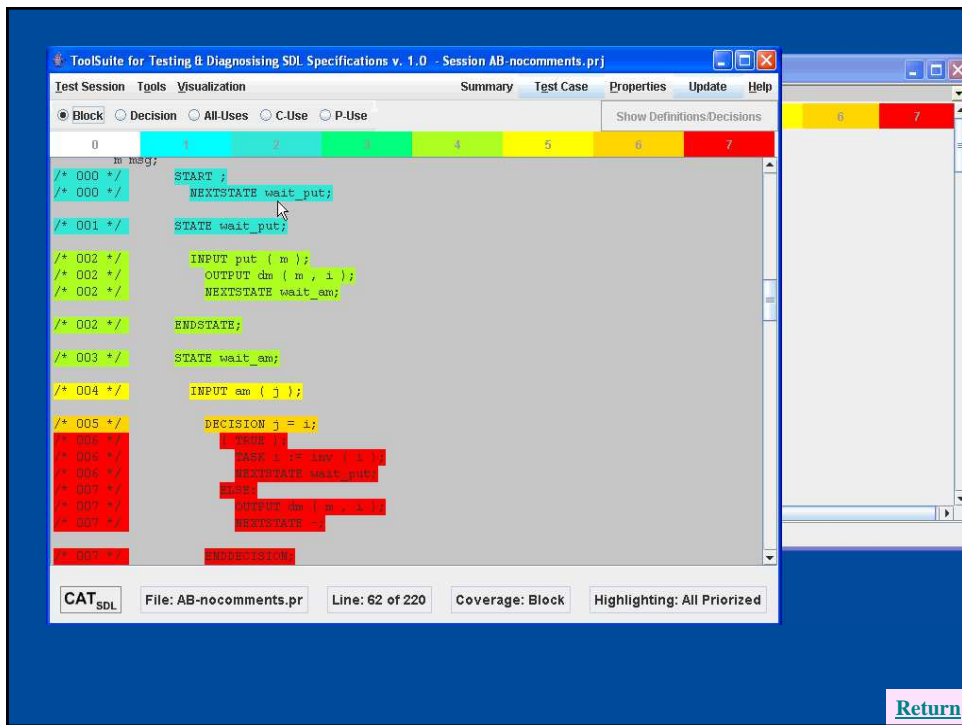 ToolSuite for Testing & Diagnosising SDL Specifications v. 1.0 - Session AB-nocomments.prj
Test Session Tools Visualization Summary Test Case Properties Update Help
Block Decision All-Uses C-Use P-Use Show Definitions/Decisions
0 1 2 3 4 5 6 7
6 7
m msg;
/* 000 */ START ;
/* 000 */ NEXTSTATE wait_put;
/* 001 */ STATE wait_put;
/* 002 */ INPUT put ( m );
/* 002 */ OUTPUT dm ( m , i );
/* 002 */ NEXTSTATE wait_am;
/* 002 */ ENDSTATE;
/* 003 */ STATE wait_am;
/* 004 */ INPUT am ( j );
/* 005 */ DECISION j = i;
/* 006 */ ( TRUE ):
/* 006 */ TASK i := inv ( i );
/* 006 */ NEXTSTATE wait_put;
/* 007 */ ELSE:
/* 007 */ OUTPUT dm ( m , i );
/* 007 */ NEXTSTATE -;
/* 007 */ ENDDECISION;
CAT SDL File: AB-nocomments.pr Line: 62 of 220 Coverage: Block Highlighting: All Priorized
Return